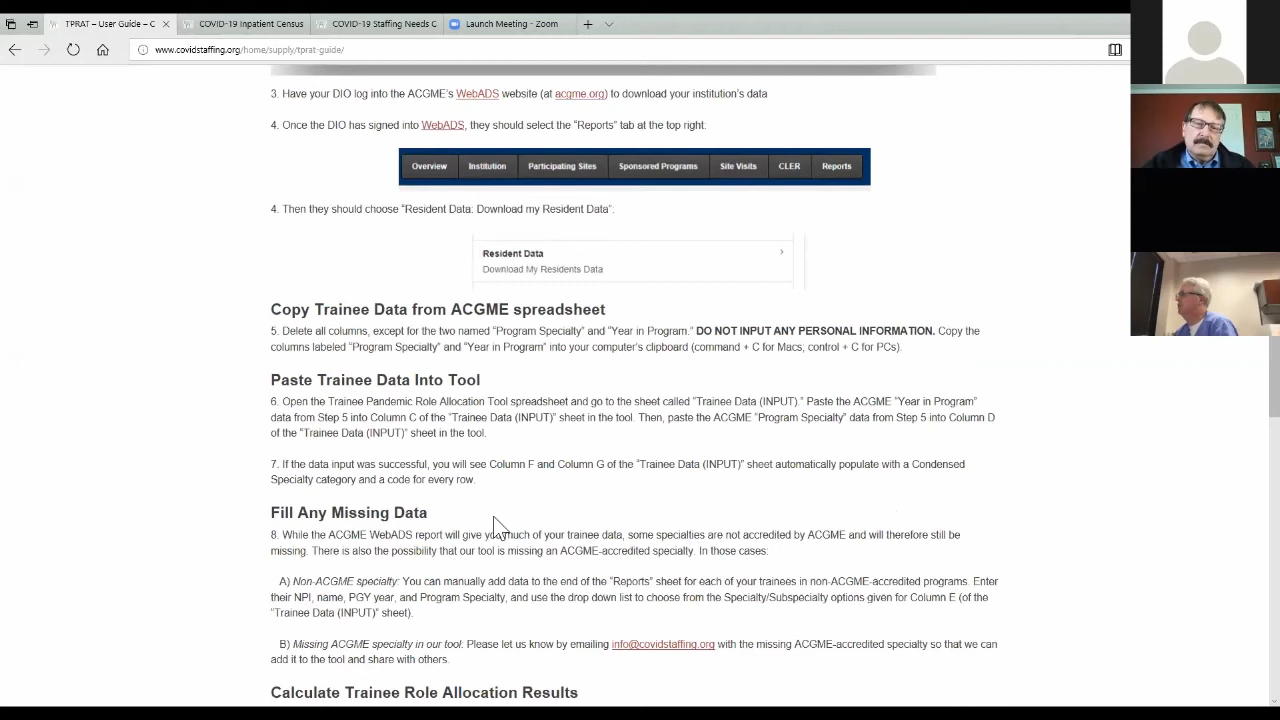 TPRAT – User Guide – C
COVID-19 Inpatient Census
COVID-19 Staffing Needs C
Launch Meeting - Zoom
www.covidstaffing.org/home/supply/tprat-guide/
3. Have your DIO log into the ACGME's WebADS website (at acgme.org) to download your institution's data
4. Once the DIO has signed into WebADS, they should select the "Reports" tab at the top right:
Overview Institution Participating Sites Sponsored Programs Site Visits CLER Reports
4. Then they should choose "Resident Data: Download my Resident Data":
Resident Data
Download My Residents Data
Copy Trainee Data from ACGME spreadsheet
5. Delete all columns, except for the two named "Program Specialty" and "Year in Program." DO NOT INPUT ANY PERSONAL INFORMATION. Copy the
columns labeled "Program Specialty" and "Year in Program" into your computer's clipboard (command + C for Macs; control + C for PCs).
Paste Trainee Data Into Tool
6. Open the Trainee Pandemic Role Allocation Tool spreadsheet and go to the sheet called "Trainee Data (INPUT)." Paste the ACGME "Year in Program"
data from Step 5 into Column C of the "Trainee Data (INPUT)" sheet in the tool. Then, paste the ACGME "Program Specialty" data from Step 5 into Column D
of the "Trainee Data (INPUT)" sheet in the tool.
7. If the data input was successful, you will see Column F and Column G of the "Trainee Data (INPUT)" sheet automatically populate with a Condensed
Specialty category and a code for every row.
Fill Any Missing Data
8. While the ACGME WebADS report will give you much of your trainee data, some specialties are not accredited by ACGME and will therefore still be
missing. There is also the possibility that our tool is missing an ACGME-accredited specialty. In those cases:
A) Non-ACGME specialty: You can manually add data to the end of the "Reports" sheet for each of your trainees in non-ACGME-accredited programs. Enter
their NPI, name, PGY year, and Program Specialty, and use the drop down list to choose from the Specialty/Subspecialty options given for Column E (of the
"Trainee Data (INPUT)" sheet).
B) Missing ACGME specialty in our tool: Please let us know by emailing info@covidstaffing.org with the missing ACGME-accredited specialty so that we can
add it to the tool and share with others.
Calculate Trainee Role Allocation Results